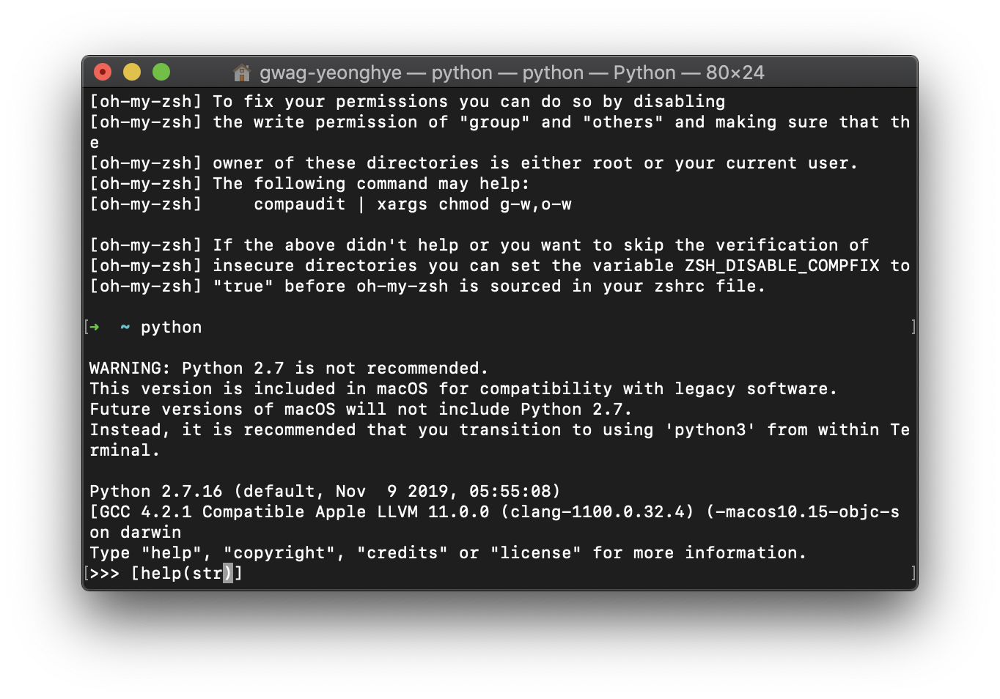 gwag-yeonghye — python — python — Python — 80×24
[oh-my-zsh] To fix your permissions you can do so by disabling
[oh-my-zsh] the write permission of "group" and "others" and making sure that th
e
[oh-my-zsh] owner of these directories is either root or your current user.
[oh-my-zsh] The following command may help:
[oh-my-zsh]     compaudit | xargs chmod g-w,o-w
[oh-my-zsh] If the above didn't help or you want to skip the verification of
[oh-my-zsh] insecure directories you can set the variable ZSH_DISABLE_COMPFIX to
[oh-my-zsh] "true" before oh-my-zsh is sourced in your zshrc file.
[➜  ~ python ]
WARNING: Python 2.7 is not recommended.
This version is included in macOS for compatibility with legacy software.
Future versions of macOS will not include Python 2.7.
Instead, it is recommended that you transition to using 'python3' from within Te
rminal.
Python 2.7.16 (default, Nov  9 2019, 05:55:08)
[GCC 4.2.1 Compatible Apple LLVM 11.0.0 (clang-1100.0.32.4) (-macos10.15-objc-s
on darwin
Type "help", "copyright", "credits" or "license" for more information.
[>>> [help(str)] ]